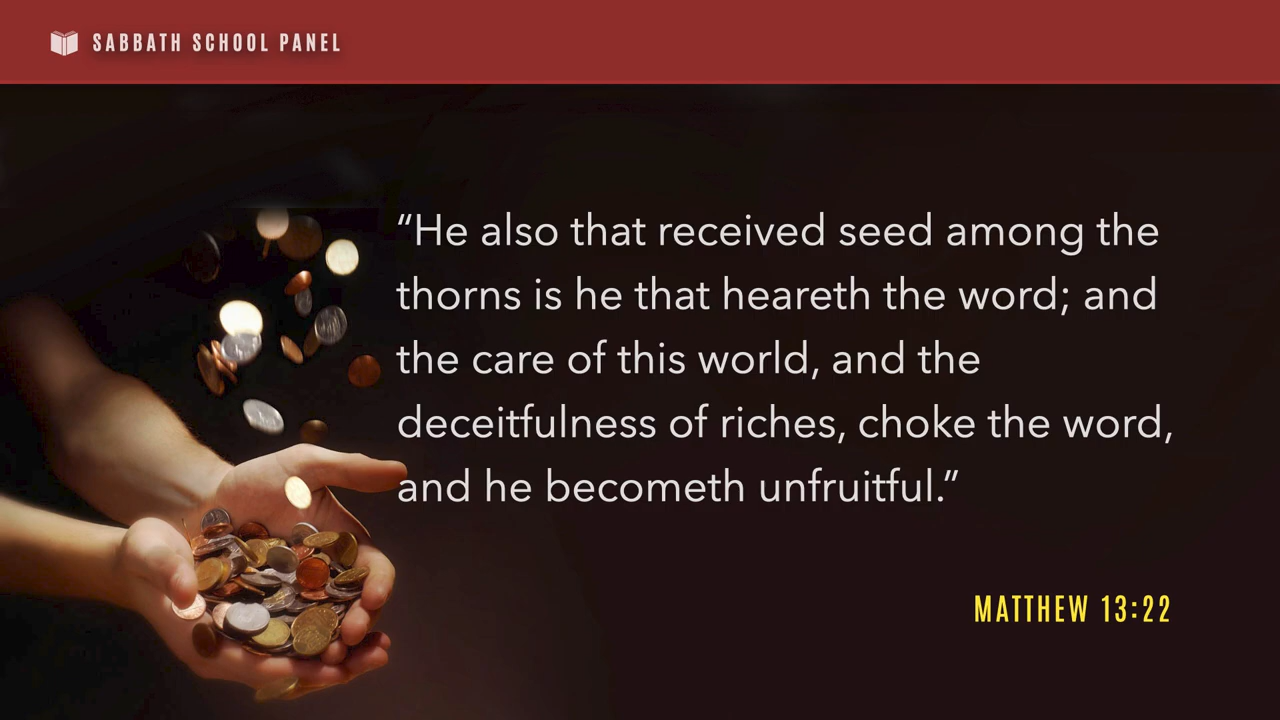 SABBATH SCHOOL PANEL
“He also that received seed among the
thorns is he that heareth the word; and
the care of this world, and the
deceitfulness of riches, choke the word,
and he becometh unfruitful.”
MATTHEW 13:22